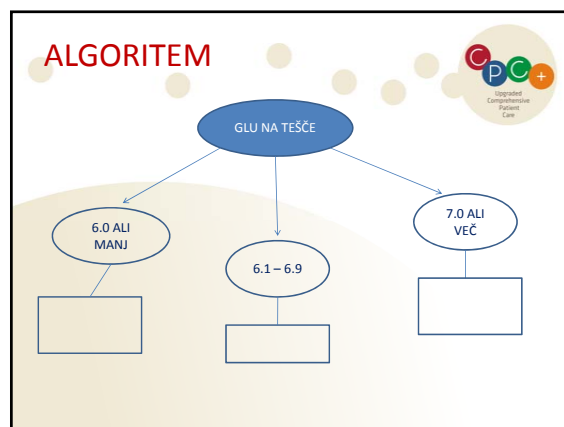 ALGORITEM
C
P
C
+
Upgraded
Comprehensive
Patient
Care
GLU NA TEŠČE
6.0 ALI
MANJ
6.1 – 6.9
7.0 ALI
VEČ